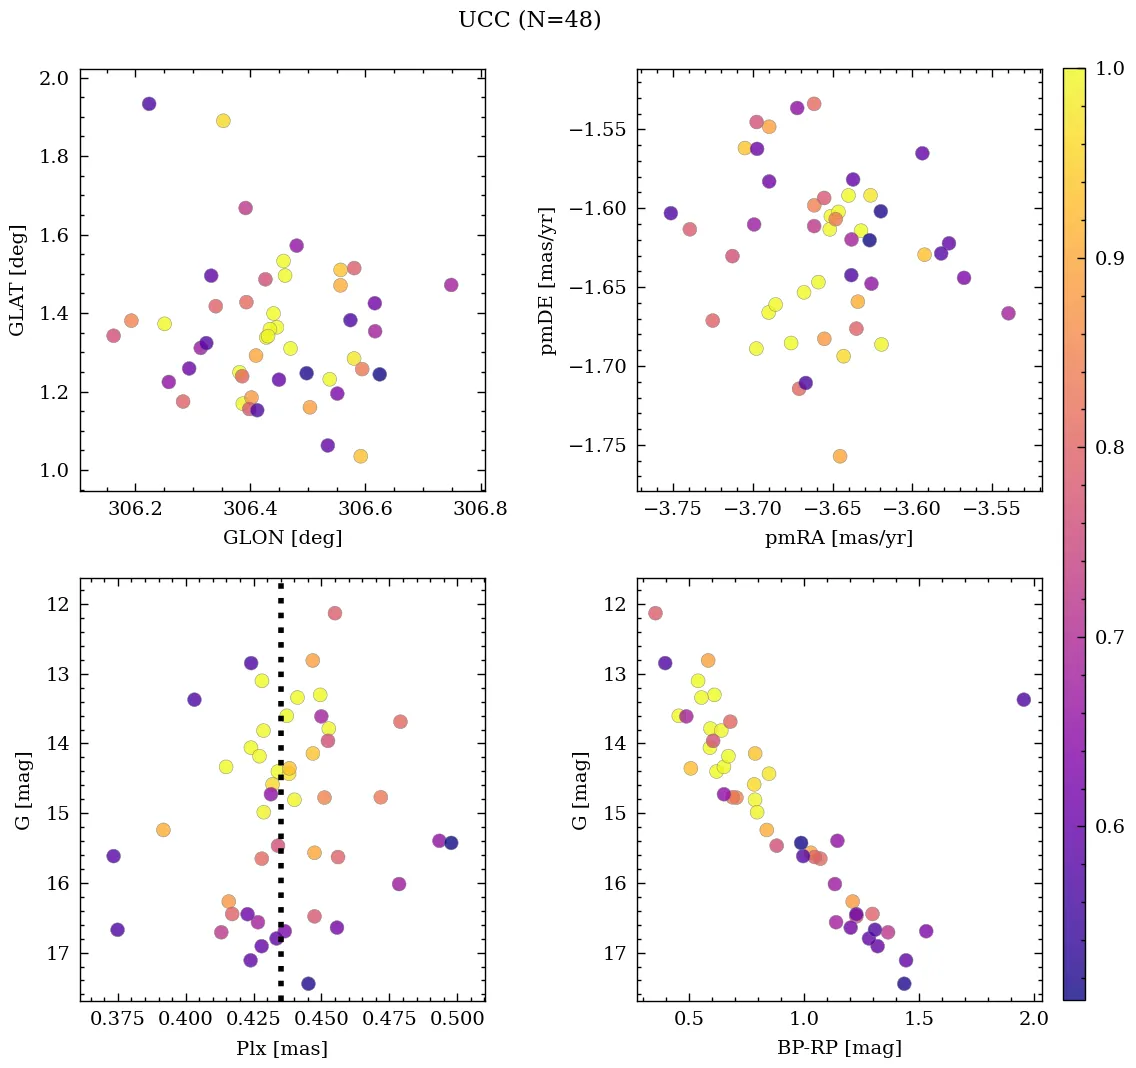 UCC (N=48)
2.0
1.8
1.6
1.4
1.2
1.0
GLAT [deg]
306.2 306.4 306.6 306.8
GLON [deg]
−1.55
−1.60
−1.65
−1.70
−1.75
pmDE [mas/yr]
−3.75 −3.70 −3.65 −3.60 −3.55
pmRA [mas/yr]
1.0
0.9
0.8
0.7
0.6
12
13
14
15
16
17
G [mag]
0.375 0.400 0.425 0.450 0.475 0.500
Plx [mas]
12
13
14
15
16
17
G [mag]
0.5 1.0 1.5 2.0
BP-RP [mag]